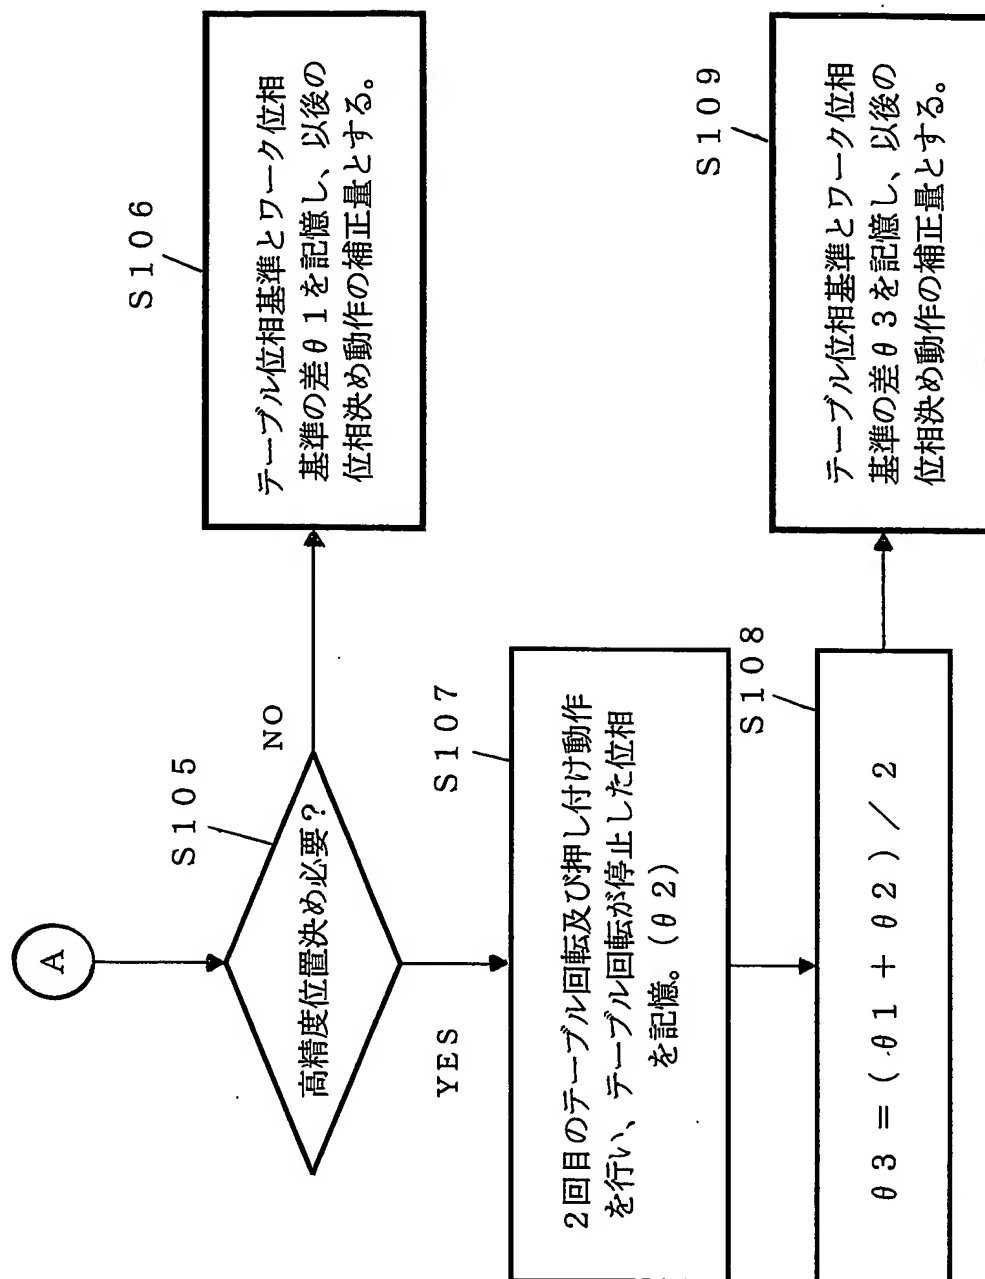 A
S105
高精度位置決め必要？
NO
YES
S106
テーブル位相基準とワーク位相
基準の差θ1を記憶し、以後の
位相決め動作の補正量とする。
S107
2回目のテーブル回転及び押し付け動作
を行い、テーブル回転が停止した位相
を記憶。(θ2)
S108
θ3 = (θ1 + θ2) / 2
S109
テーブル位相基準とワーク位相
基準の差θ3を記憶し、以後の
位相決め動作の補正量とする。